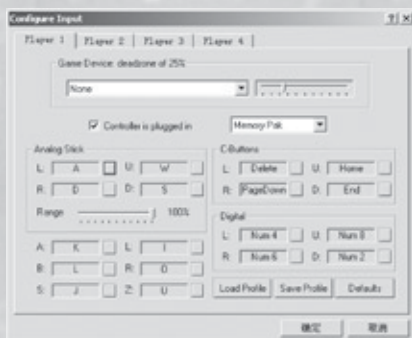 Configure Input
Player 1 Player 2 Player 3 Player 4
Game Device: deadzone of 25%
None
Controller is plugged in Memory Pak
Analog Stick C-Buttons
L: A U: W L: Delete U: Home
R: D D: S R: PageDown D: End
Range 100% Digital
A: K L: I L: Num 4 U: Num 8
B: L R: O R: Num 6 D: Num 2
S: J Z: U Load Profile Save Profile Defaults
确定 取消